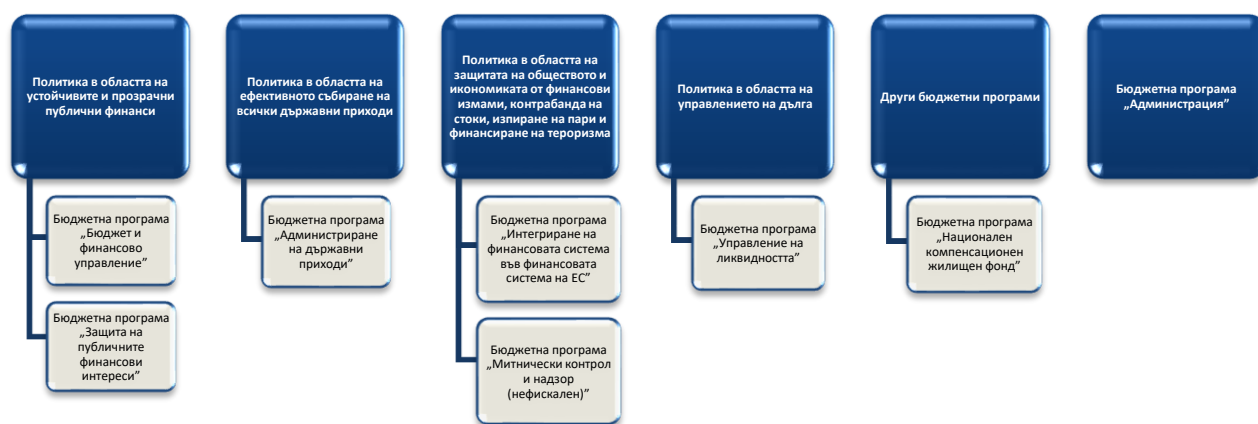 Политика в областта на
устойчивите и прозрачни
публични финанси
Бюджетна програма
„Бюджет и
финансово
управление”
Бюджетна програма
„Защита на
публичните
финансови
интереси”
Политика в областта на
ефективното събиране на
всички държавни приходи
Бюджетна програма
„Администриране
на държавни
приходи”
Политика в областта на
защитата на обществото и
икономиката от финансови
измами, контрабанда на
стоки, изпиране на пари и
финансиране на тероризма
Бюджетна програма
„Интегриране на
финансовата система
във финансовата
система на ЕС”
Бюджетна програма
„Митнически контрол
и надзор
(нефискален)”
Политика в областта на
управлението на дълга
Бюджетна програма
„Управление на
ликвидността”
Други бюджетни програми
Бюджетна програма
„Национален
компенсационен
жилищен фонд”
Бюджетна програма
„Администрация”